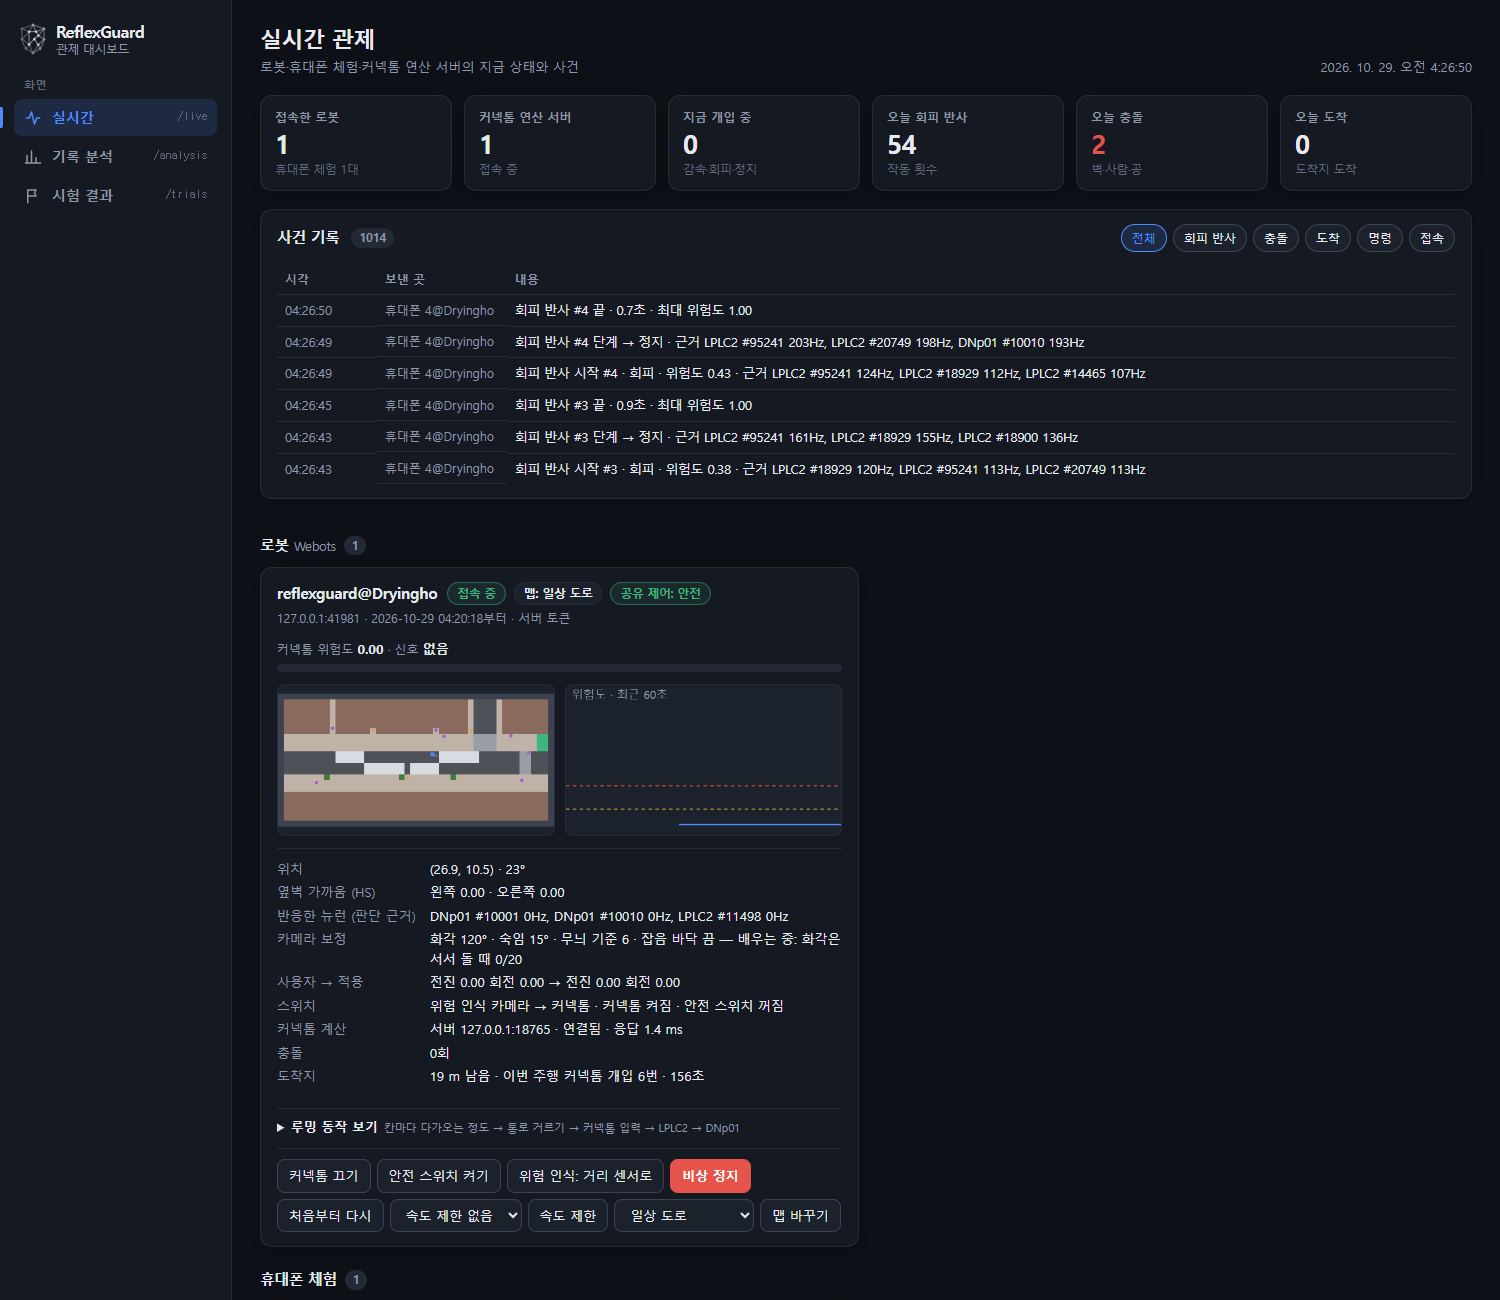 ReflexGuard
관제 대시보드
화면
실시간 /live
기록 분석 /analysis
시험 결과 /trials
실시간 관제
로봇·휴대폰 체험·커넥톰 연산 서버의 지금 상태와 사건
2026. 10. 29. 오전 4:26:50
접속한 로봇
1
휴대폰 체험 1대
커넥톰 연산 서버
1
접속 중
지금 개입 중
0
감속·회피·정지
오늘 회피 반사
54
작동 횟수
오늘 충돌
2
벽·사람·공
오늘 도착
0
도착지 도착
사건 기록 1014
전체 회피 반사 충돌 도착 명령 접속
시각 보낸 곳 내용
04:26:50 휴대폰 4@Dryingho 회피 반사 #4 끝 · 0.7초 · 최대 위험도 1.00
04:26:49 휴대폰 4@Dryingho 회피 반사 #4 단계 → 정지 · 근거 LPLC2 #95241 203Hz, LPLC2 #20749 198Hz, DNp01 #10010 193Hz
04:26:49 휴대폰 4@Dryingho 회피 반사 시작 #4 · 회피 · 위험도 0.43 · 근거 LPLC2 #95241 124Hz, LPLC2 #18929 112Hz, LPLC2 #14465 107Hz
04:26:45 휴대폰 4@Dryingho 회피 반사 #3 끝 · 0.9초 · 최대 위험도 1.00
04:26:43 휴대폰 4@Dryingho 회피 반사 #3 단계 → 정지 · 근거 LPLC2 #95241 161Hz, LPLC2 #18929 155Hz, LPLC2 #18900 136Hz
04:26:43 휴대폰 4@Dryingho 회피 반사 시작 #3 · 회피 · 위험도 0.38 · 근거 LPLC2 #18929 120Hz, LPLC2 #95241 113Hz, LPLC2 #20749 113Hz
로봇 Webots 1
reflexguard@Dryingho 접속 중 맵: 일상 도로 공유 제어: 안전
127.0.0.1:41981 · 2026-10-29 04:20:18부터 · 서버 토큰
커넥톰 위험도 0.00 · 신호 없음
위험도 · 최근 60초
위치 (26.9, 10.5) · 23°
옆벽 가까움 (HS) 왼쪽 0.00 · 오른쪽 0.00
반응한 뉴런 (판단 근거) DNp01 #10001 0Hz, DNp01 #10010 0Hz, LPLC2 #11498 0Hz
카메라 보정 화각 120° · 숙임 15° · 무늬 기준 6 · 잡음 바닥 끔 — 배우는 중: 화각은
서서 돌 때 0/20
사용자 → 적용 전진 0.00 회전 0.00 → 전진 0.00 회전 0.00
스위치 위험 인식 카메라 → 커넥톰 · 커넥톰 켜짐 · 안전 스위치 꺼짐
커넥톰 계산 서버 127.0.0.1:18765 · 연결됨 · 응답 1.4 ms
충돌 0회
도착지 19 m 남음 · 이번 주행 커넥톰 개입 6번 · 156초
▶ 루밍 동작 보기 칸마다 다가오는 정도 → 통로 거르기 → 커넥톰 입력 → LPLC2 → DNp01
커넥톰 끄기 안전 스위치 켜기 위험 인식: 거리 센서로 비상 정지
처음부터 다시 속도 제한 없음 속도 제한 일상 도로 맵 바꾸기
휴대폰 체험 1